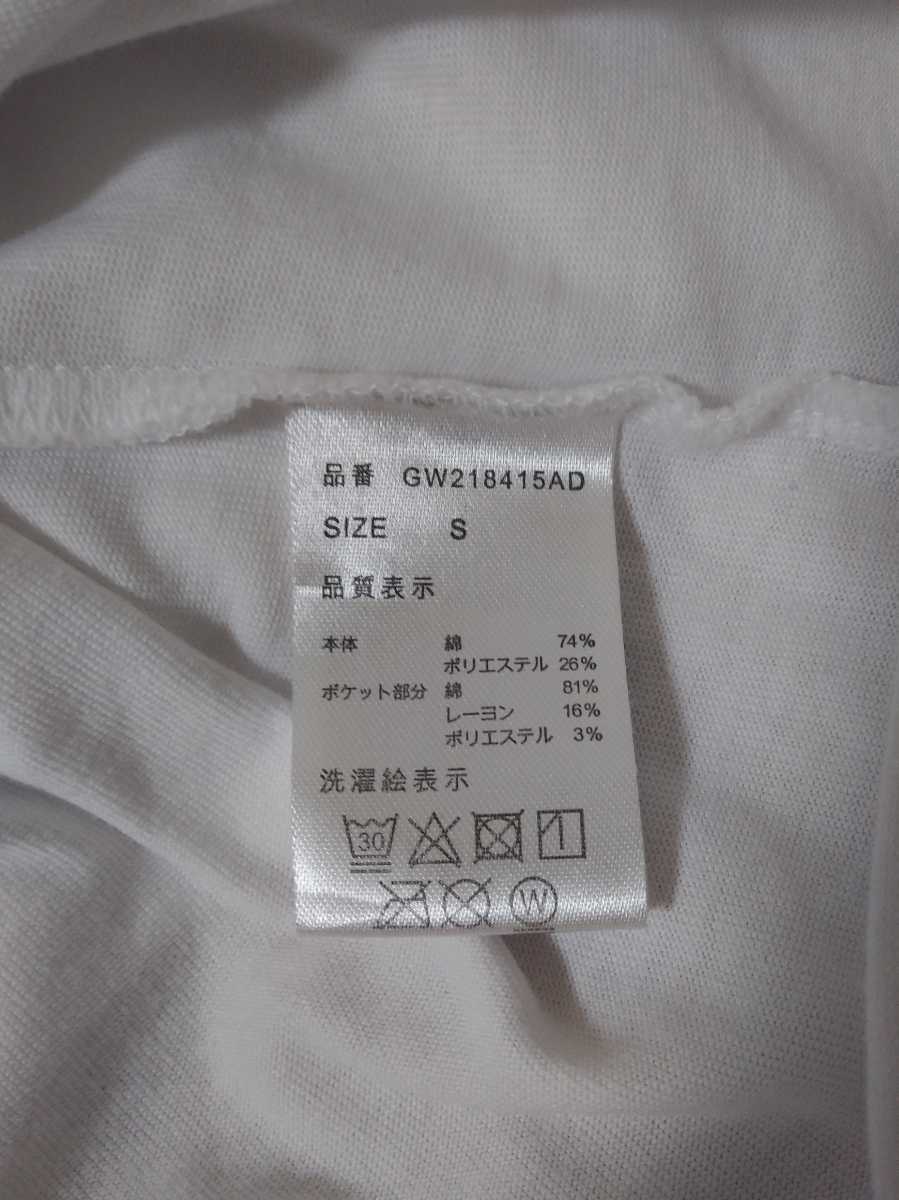 品番 GW218415AD
SIZE S
品質表示
本体 綿 74%
ポリエステル 26%
ポケット部分 綿 81%
レーヨン 16%
ポリエステル 3%
洗濯絵表示
30
W